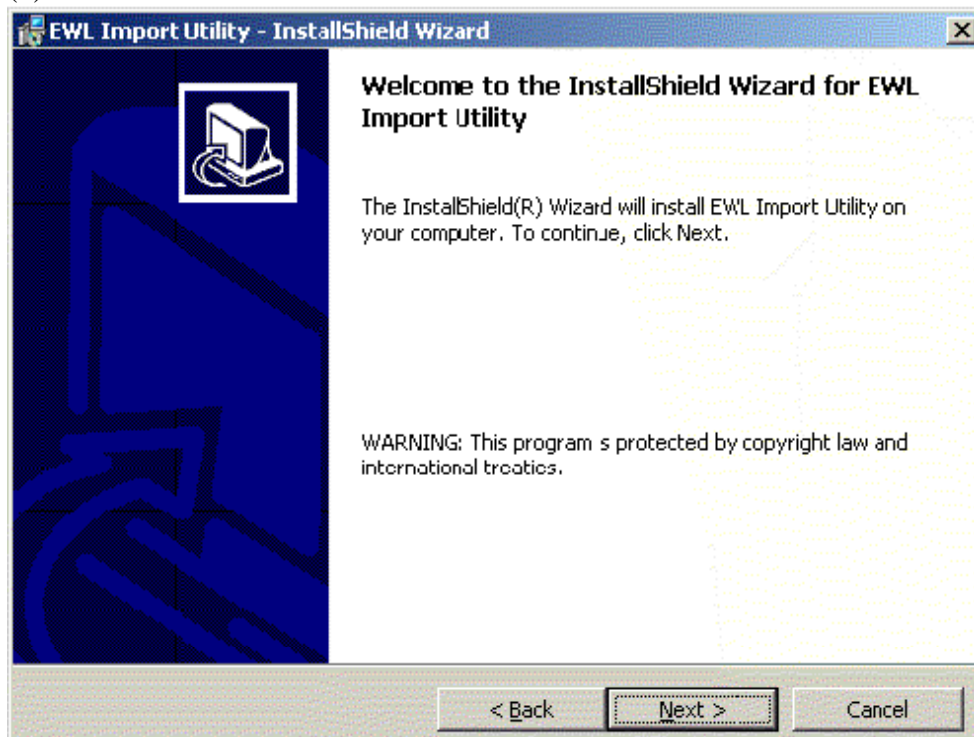 EWL Import Utility - InstallShield Wizard
Welcome to the InstallShield Wizard for EWL
Import Utility
The InstallShield(R) Wizard will install EWL Import Utility on
your computer. To continue, click Next.
WARNING: This program s protected by copyright law and
international treaties.
< Back Next > Cancel